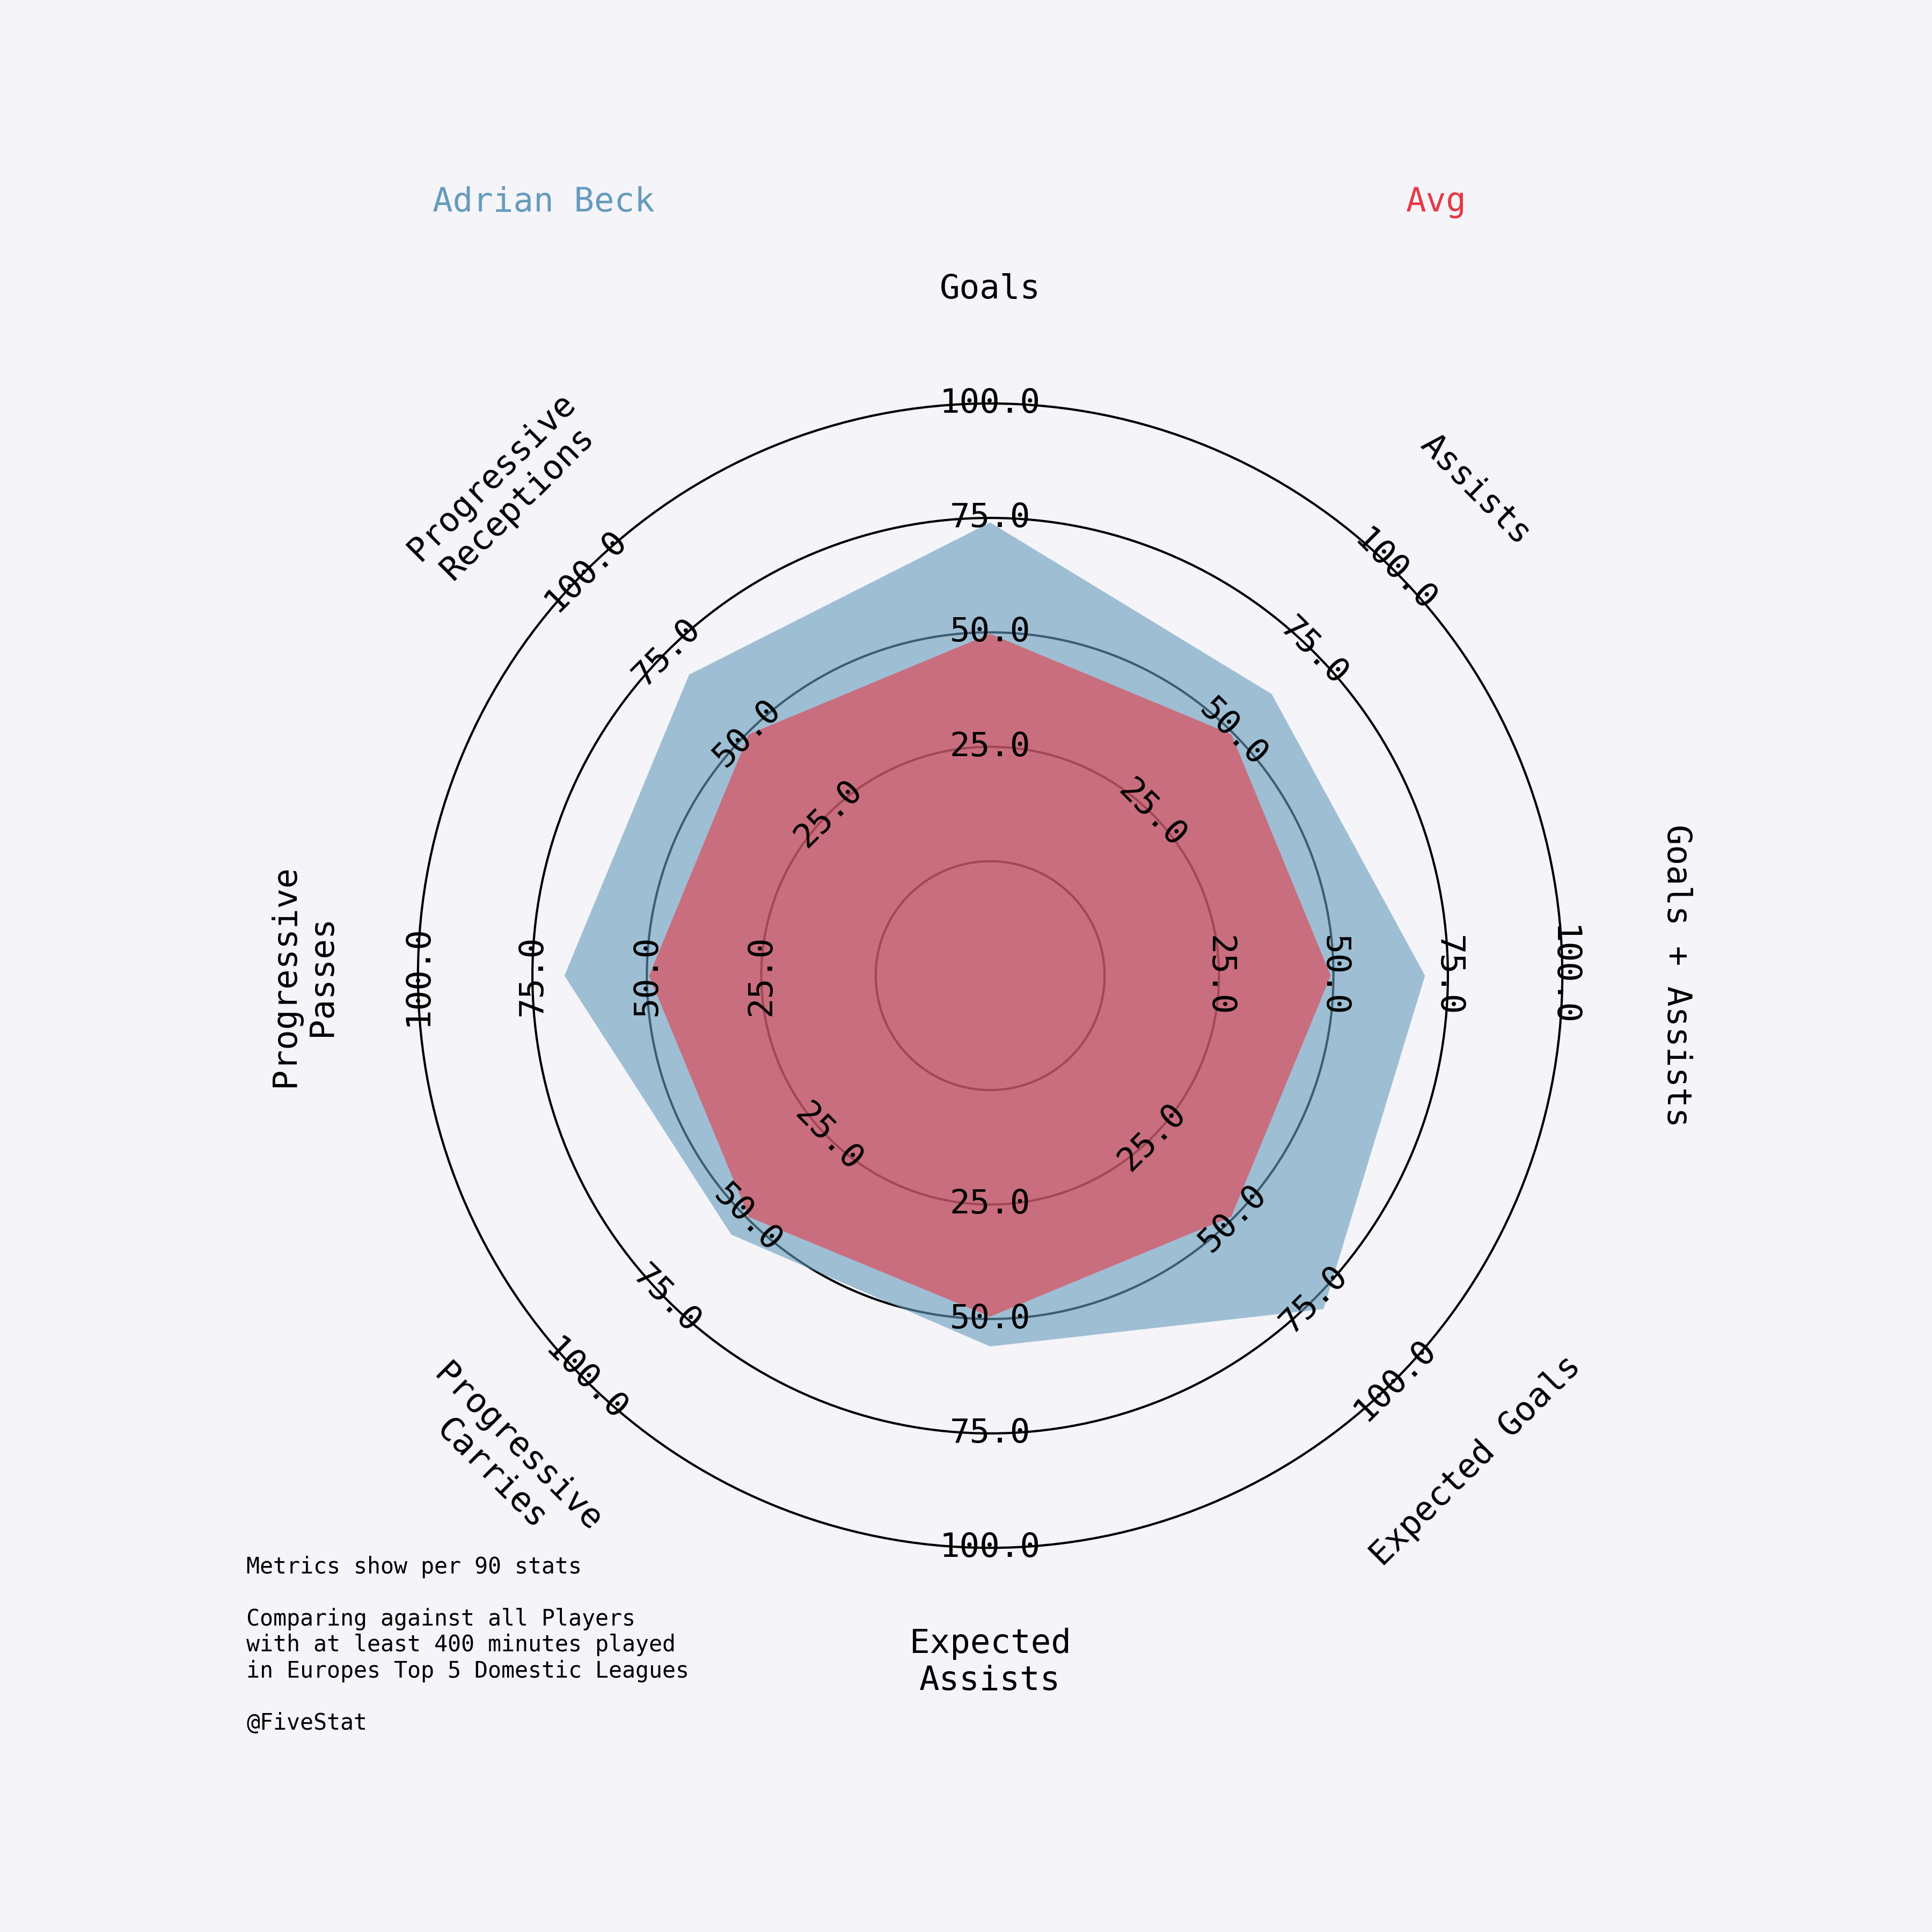 Adrian Beck
Avg
Goals
Assists
Goals + Assists
Expected Goals
Expected
Assists
Progressive
Carries
Progressive
Passes
Progressive
Receptions
100.0
75.0
50.0
25.0
100.0
75.0
50.0
25.0
100.0
75.0
50.0
25.0
100.0
75.0
50.0
25.0
100.0
75.0
50.0
25.0
100.0
75.0
50.0
25.0
100.0
75.0
50.0
25.0
100.0
75.0
50.0
25.0
Metrics show per 90 stats
Comparing against all Players
with at least 400 minutes played
in Europes Top 5 Domestic Leagues
@FiveStat